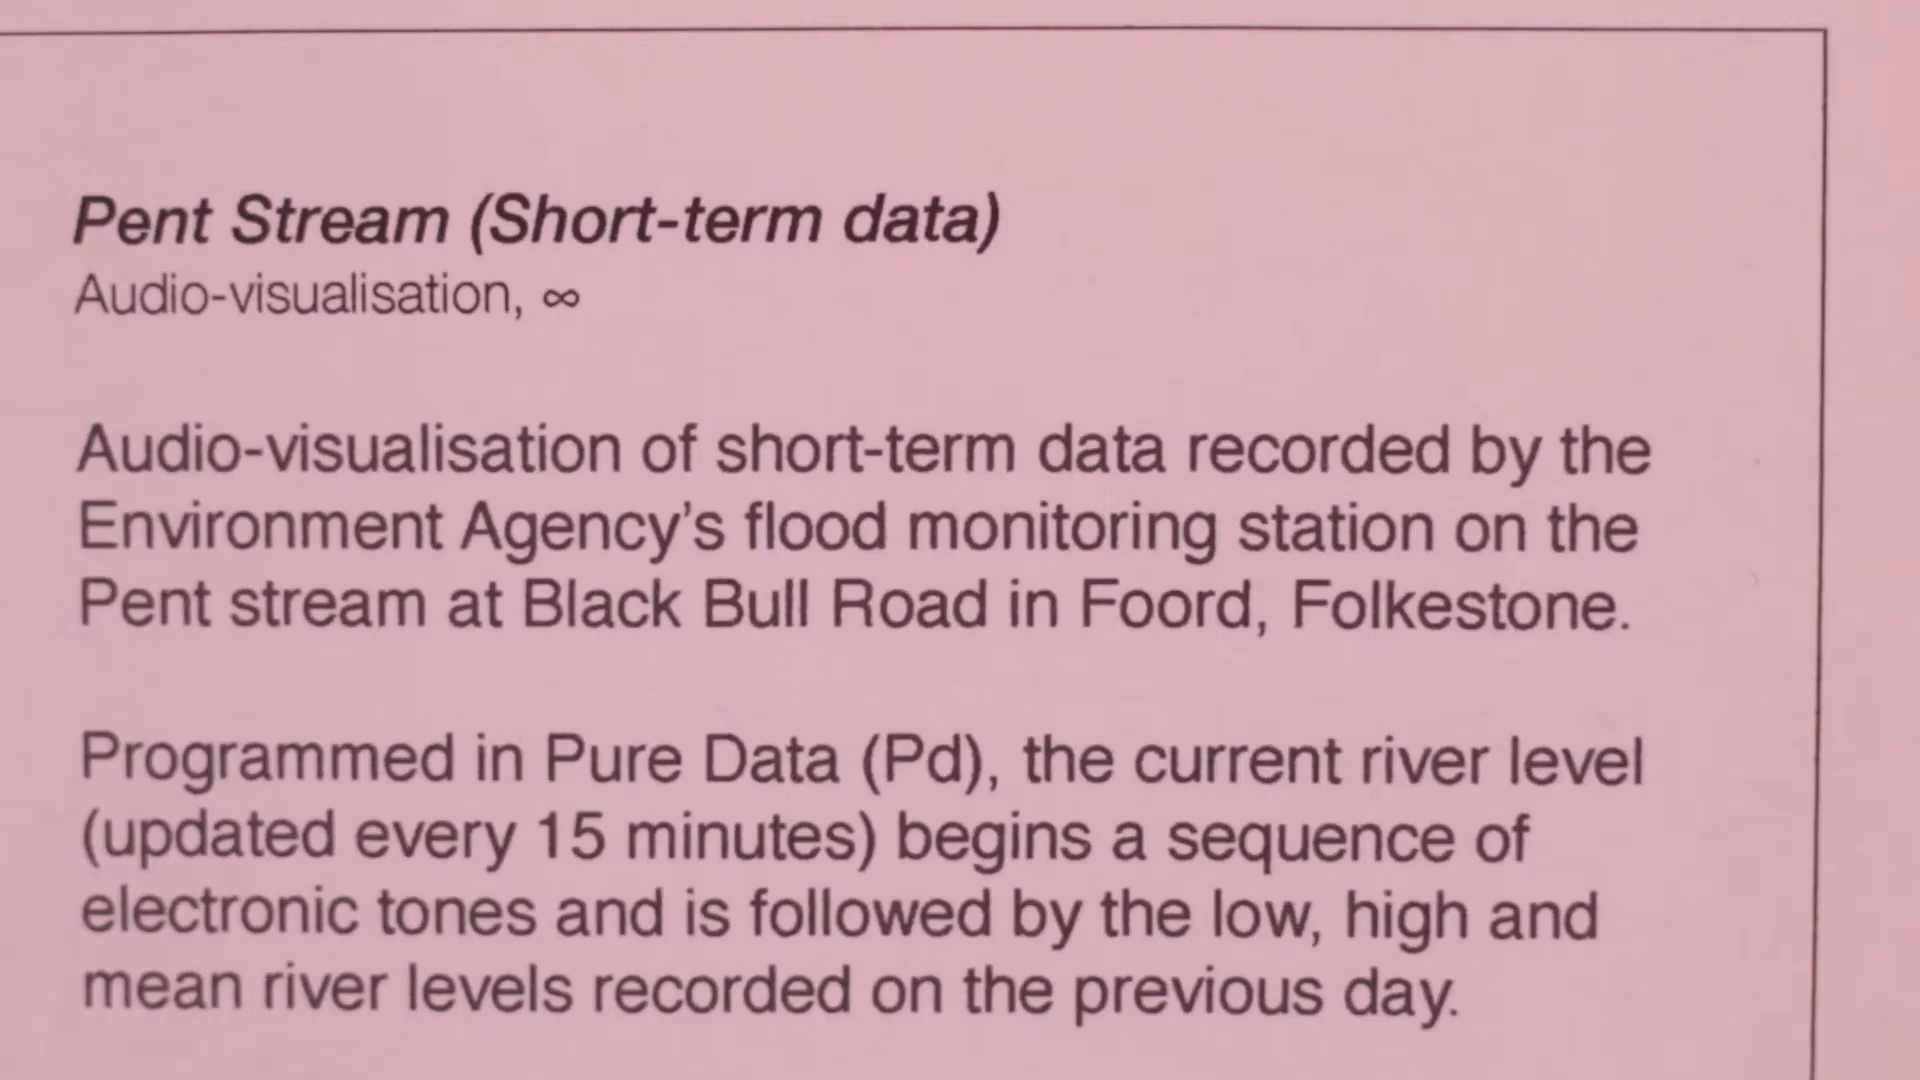 Pent Stream (Short-term data)
Audio-visualisation, ∞
Audio-visualisation of short-term data recorded by the
Environment Agency’s flood monitoring station on the
Pent stream at Black Bull Road in Foord, Folkestone.
Programmed in Pure Data (Pd), the current river level
(updated every 15 minutes) begins a sequence of
electronic tones and is followed by the low, high and
mean river levels recorded on the previous day.